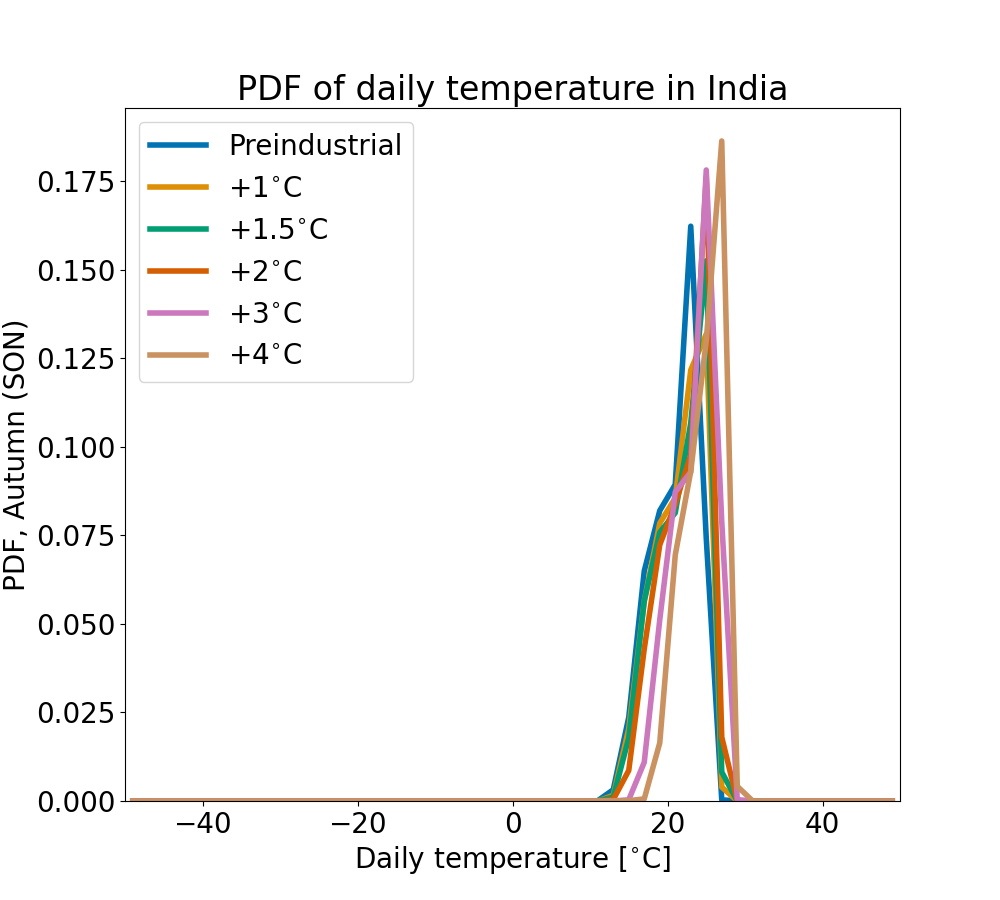 PDF of daily temperature in India
Preindustrial
+1°C
+1.5°C
+2°C
+3°C
+4°C
PDF, Autumn (SON)
0.175
0.150
0.125
0.100
0.075
0.050
0.025
0.000
−40 −20 0 20 40
Daily temperature [°C]